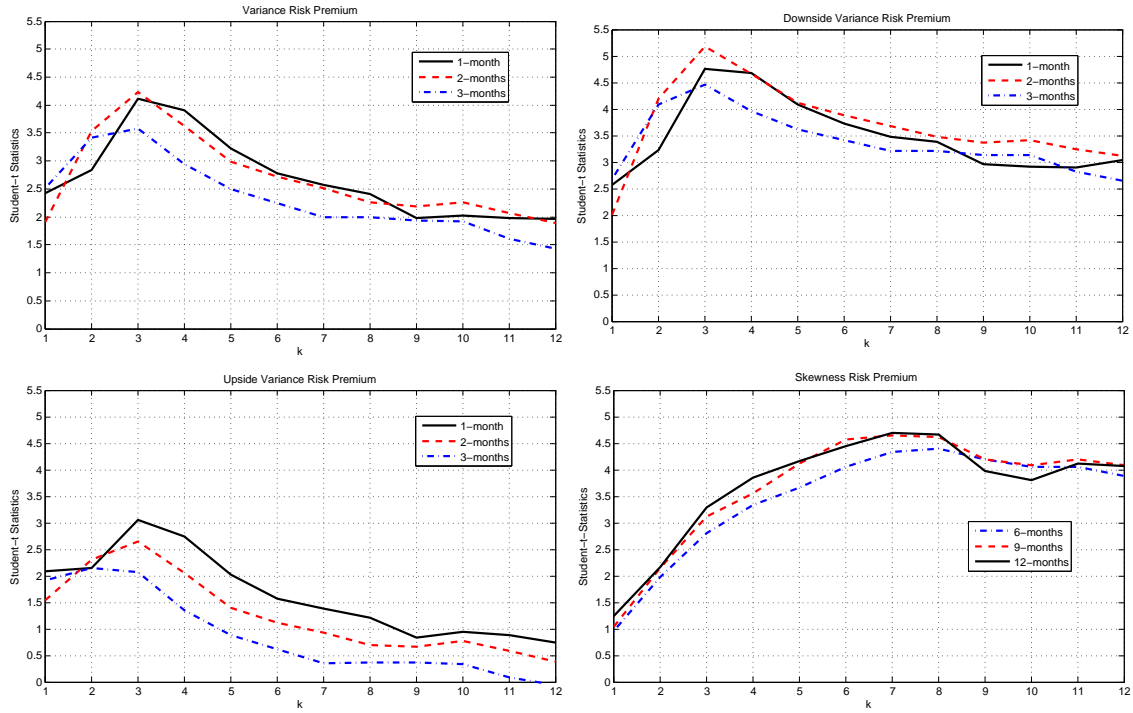 Variance Risk Premium
5.5
5
4.5
4
3.5
3
2.5
2
1.5
1
0.5
0
Student−t Statistics
1−month
2−months
3−months
1 2 3 4 5 6 7 8 9 10 11 12
k
Downside Variance Risk Premium
5.5
5
4.5
4
3.5
3
2.5
2
1.5
1
0.5
0
Student−t Statistics
1−month
2−months
3−months
1 2 3 4 5 6 7 8 9 10 11 12
k
Upside Variance Risk Premium
5.5
5
4.5
4
3.5
3
2.5
2
1.5
1
0.5
0
Student−t Statistics
1−month
2−months
3−months
1 2 3 4 5 6 7 8 9 10 11 12
k
Skewness Risk Premium
5.5
5
4.5
4
3.5
3
2.5
2
1.5
1
0.5
0
Student−t−Statistics
6−months
9−months
12−months
1 2 3 4 5 6 7 8 9 10 11 12
k